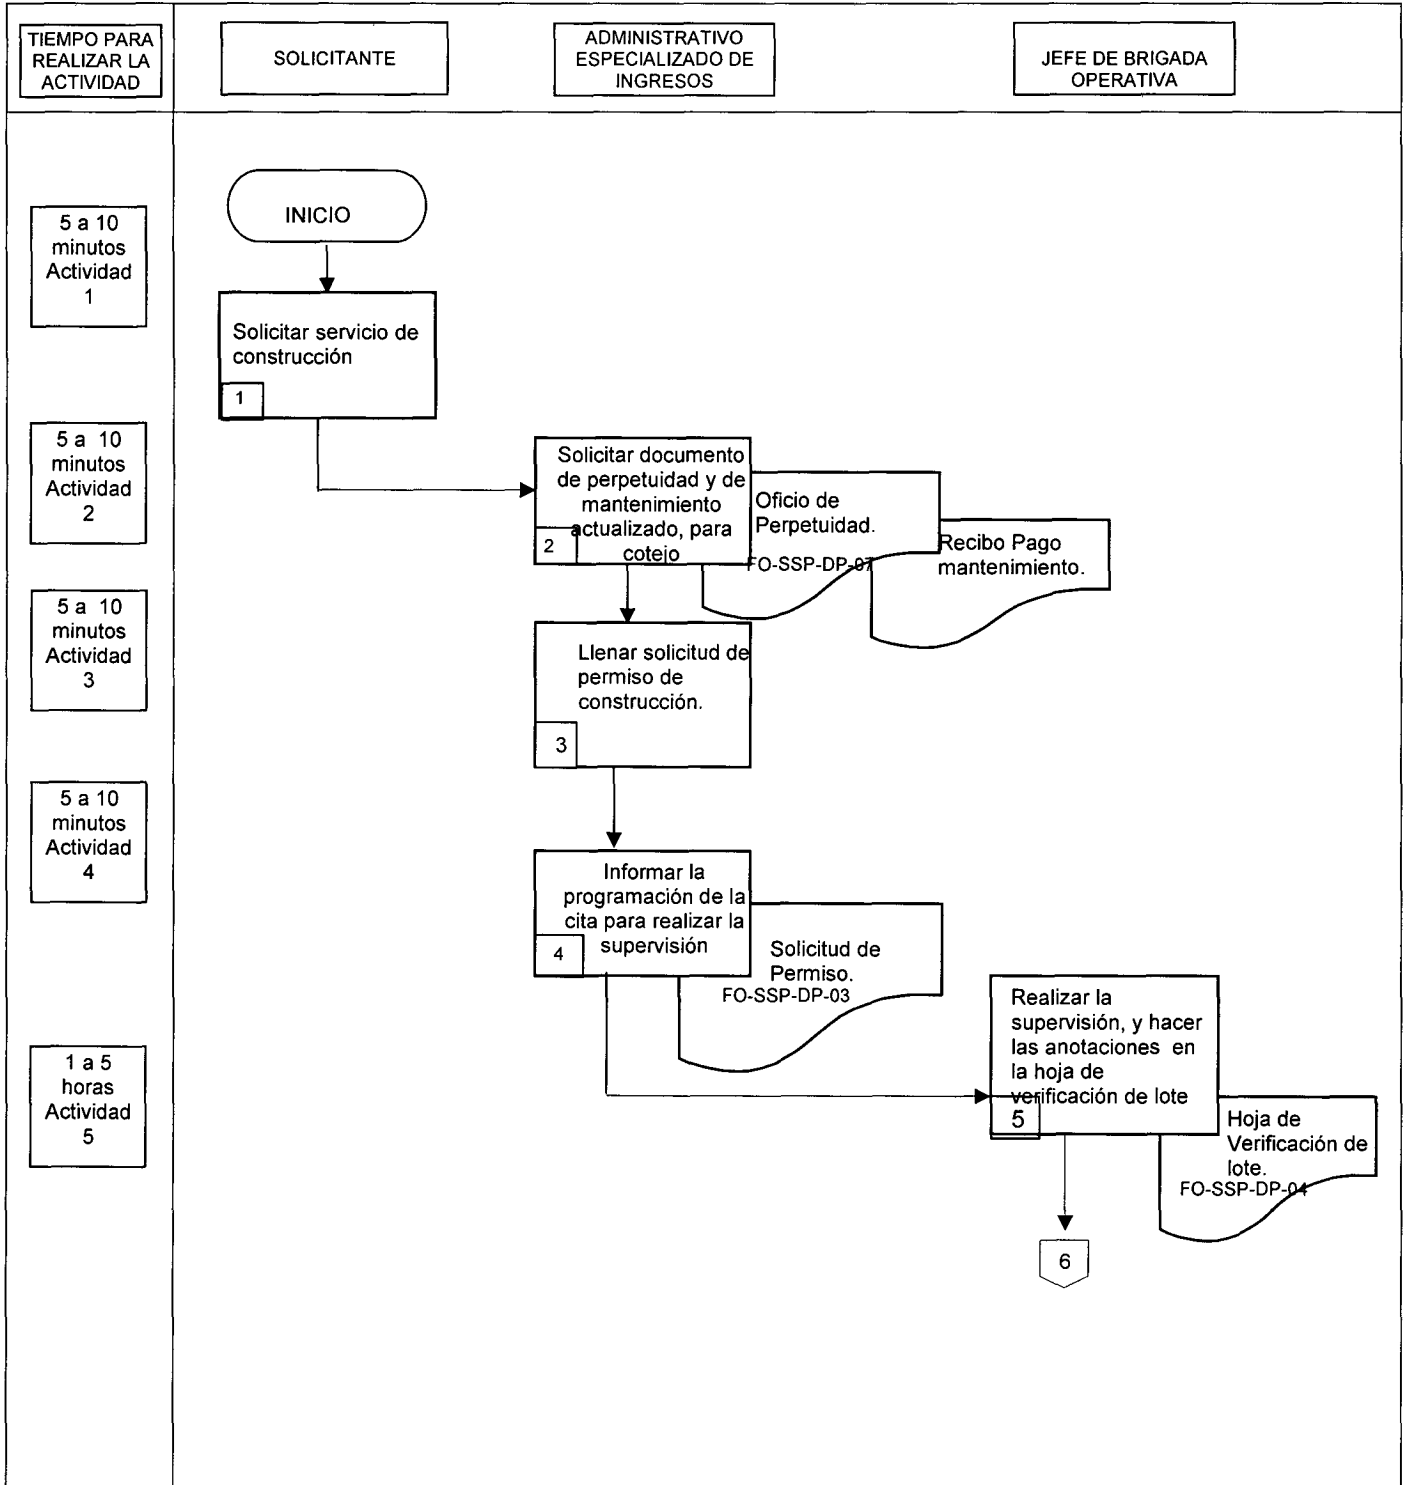 TIEMPO PARA
REALIZAR LA
ACTIVIDAD
SOLICITANTE
ADMINISTRATIVO
ESPECIALIZADO DE
INGRESOS
JEFE DE BRIGADA
OPERATIVA
5 a 10
minutos
Actividad
1
INICIO
Solicitar servicio de
construcción
1
5 a 10
minutos
Actividad
2
Solicitar documento
de perpetuidad y de
mantenimiento
actualizado, para
cotejo
2
Oficio de
Perpetuidad.
FO-SSP-DP-07
Recibo Pago
mantenimiento.
5 a 10
minutos
Actividad
3
Llenar solicitud de
permiso de
construcción.
3
5 a 10
minutos
Actividad
4
Informar la
programación de la
cita para realizar la
supervisión
4
Solicitud de
Permiso.
FO-SSP-DP-03
1 a 5
horas
Actividad
5
Realizar la
supervisión, y hacer
las anotaciones en
la hoja de
verificación de lote
5
Hoja de
Verificación de
lote.
FO-SSP-DP-04
6